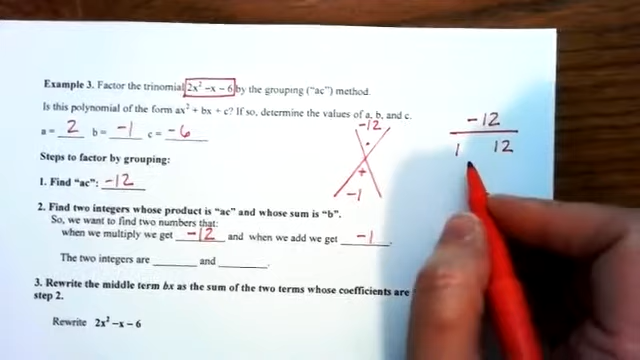 Example 3. Factor the trinomial 2x² – x – 6 by the grouping ("ac") method.
Is this polynomial of the form ax² + bx + c? If so, determine the values of a, b, and c.
a = 2 b = -1 c = -6
Steps to factor by grouping:
1. Find "ac": -12
2. Find two integers whose product is "ac" and whose sum is "b".
So, we want to find two numbers that:
when we multiply we get -12 and when we add we get -1.
The two integers are ______ and ______.
3. Rewrite the middle term bx as the sum of the two terms whose coefficients are
step 2.
Rewrite 2x² – x – 6
-12
·
+
-1
-12
1 12